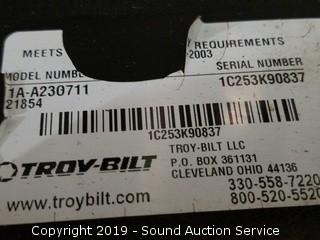 MEETS REQUIREMENTS
-2003
MODEL NUMBE SERIAL NUMBER
1A-A230711 1C253K90837
21854
1C253K90837
TROY-BILT
TROY-BILT LLC
P.O. BOX 361131
CLEVELAND OHIO 44136
www.troybilt.com
330-558-7220
800-520-5520
Copyright 2019 - Sound Auction Service